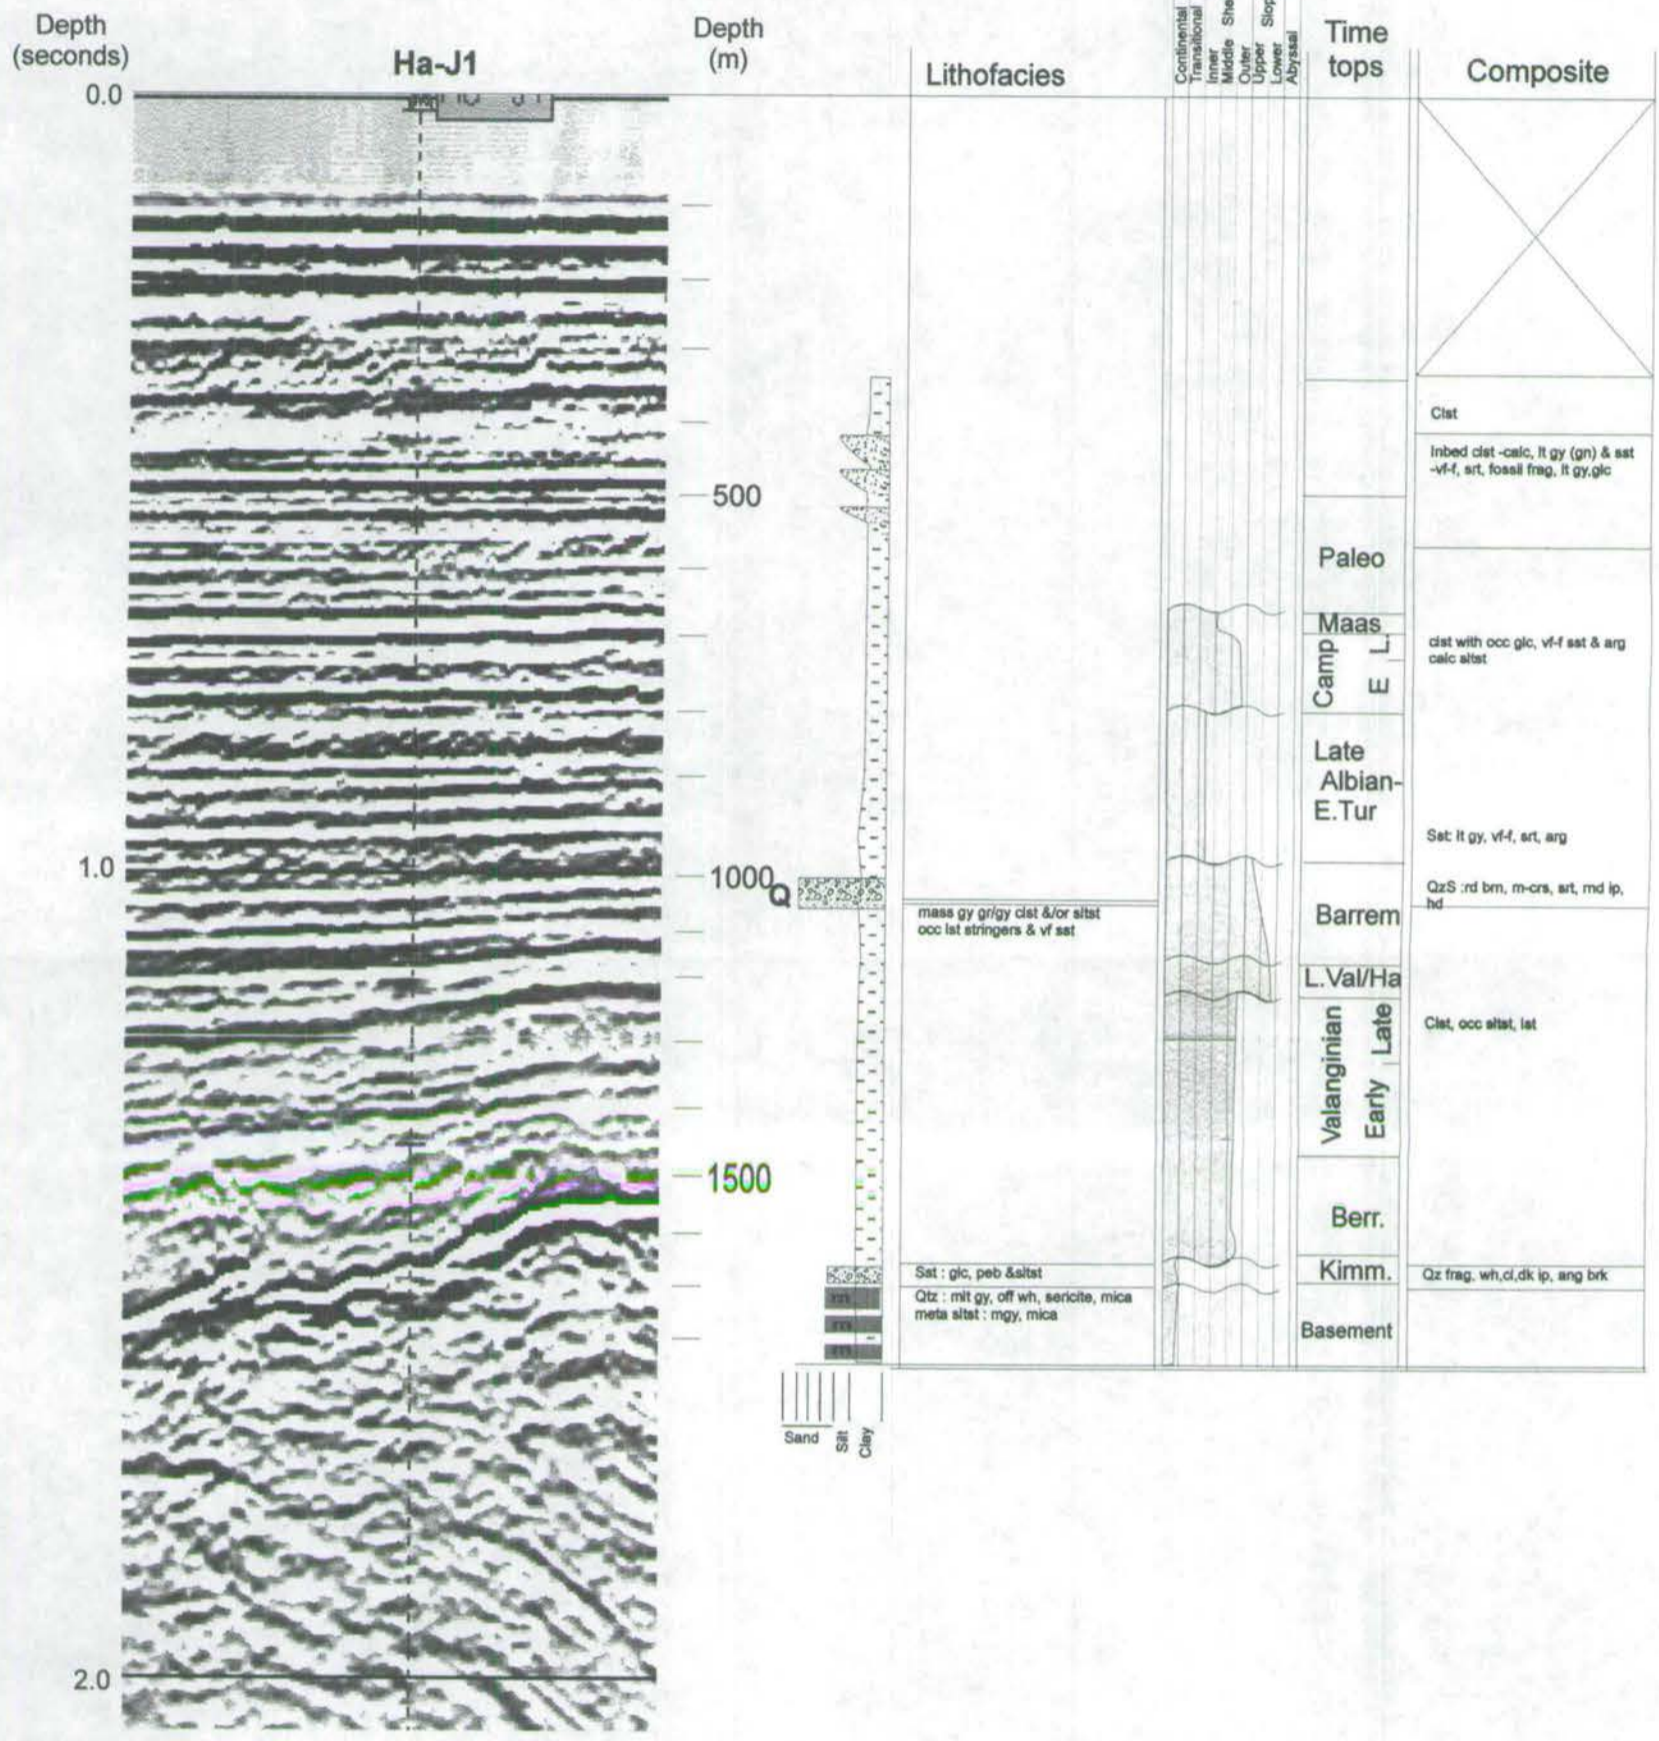 Depth
(seconds)
Ha-J1
Depth
(m)
Lithofacies
Continental
Transitional
Inner
Middle
Outer
Upper
Lower
Abyssal
Time
tops
Composite
0.0
500
1000
1500
1.0
2.0
Q
Sand
Silt
Clay
mass gy gr/gy clst &/or sltst
occ lst stringers & vf sst
Sst : glc, peb &sltst
Qtz : mlt gy, off wh, sericite, mica
meta sltst : mgy, mica
m
m
m
Paleo
Maas
Camp
E L.
Late
Albian-
E.Tur
Barrem
L.Val/Ha
Valanginian
Early Late
Berr.
Kimm.
Basement
Clst
Inbed clst -calc, lt gy (gn) & sst
-vf-f, srt, fossil frag, lt gy,glc
clst with occ glc, vf-f sst & arg
calc sltst
Sst: lt gy, vf-f, srt, arg
QzS :rd brn, m-crs, srt, rnd ip,
hd
Clst, occ sltst, lst
Qz frag, wh,cl,dk ip, ang brk